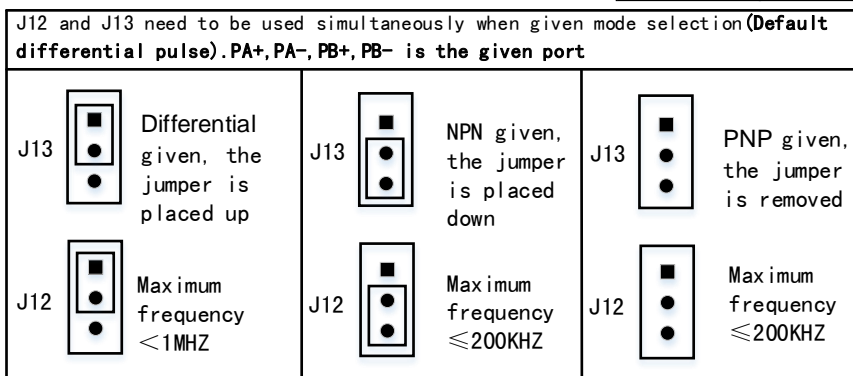 J12 and J13 need to be used simultaneously when given mode selection(Default
differential pulse).PA+,PA-,PB+,PB- is the given port
J13
Differential
given, the
jumper is
placed up
J12
Maximum
frequency
<1MHZ
J13
NPN given,
the jumper
is placed
down
J12
Maximum
frequency
≤200KHZ
J13
PNP given,
the jumper
is removed
J12
Maximum
frequency
≤200KHZ